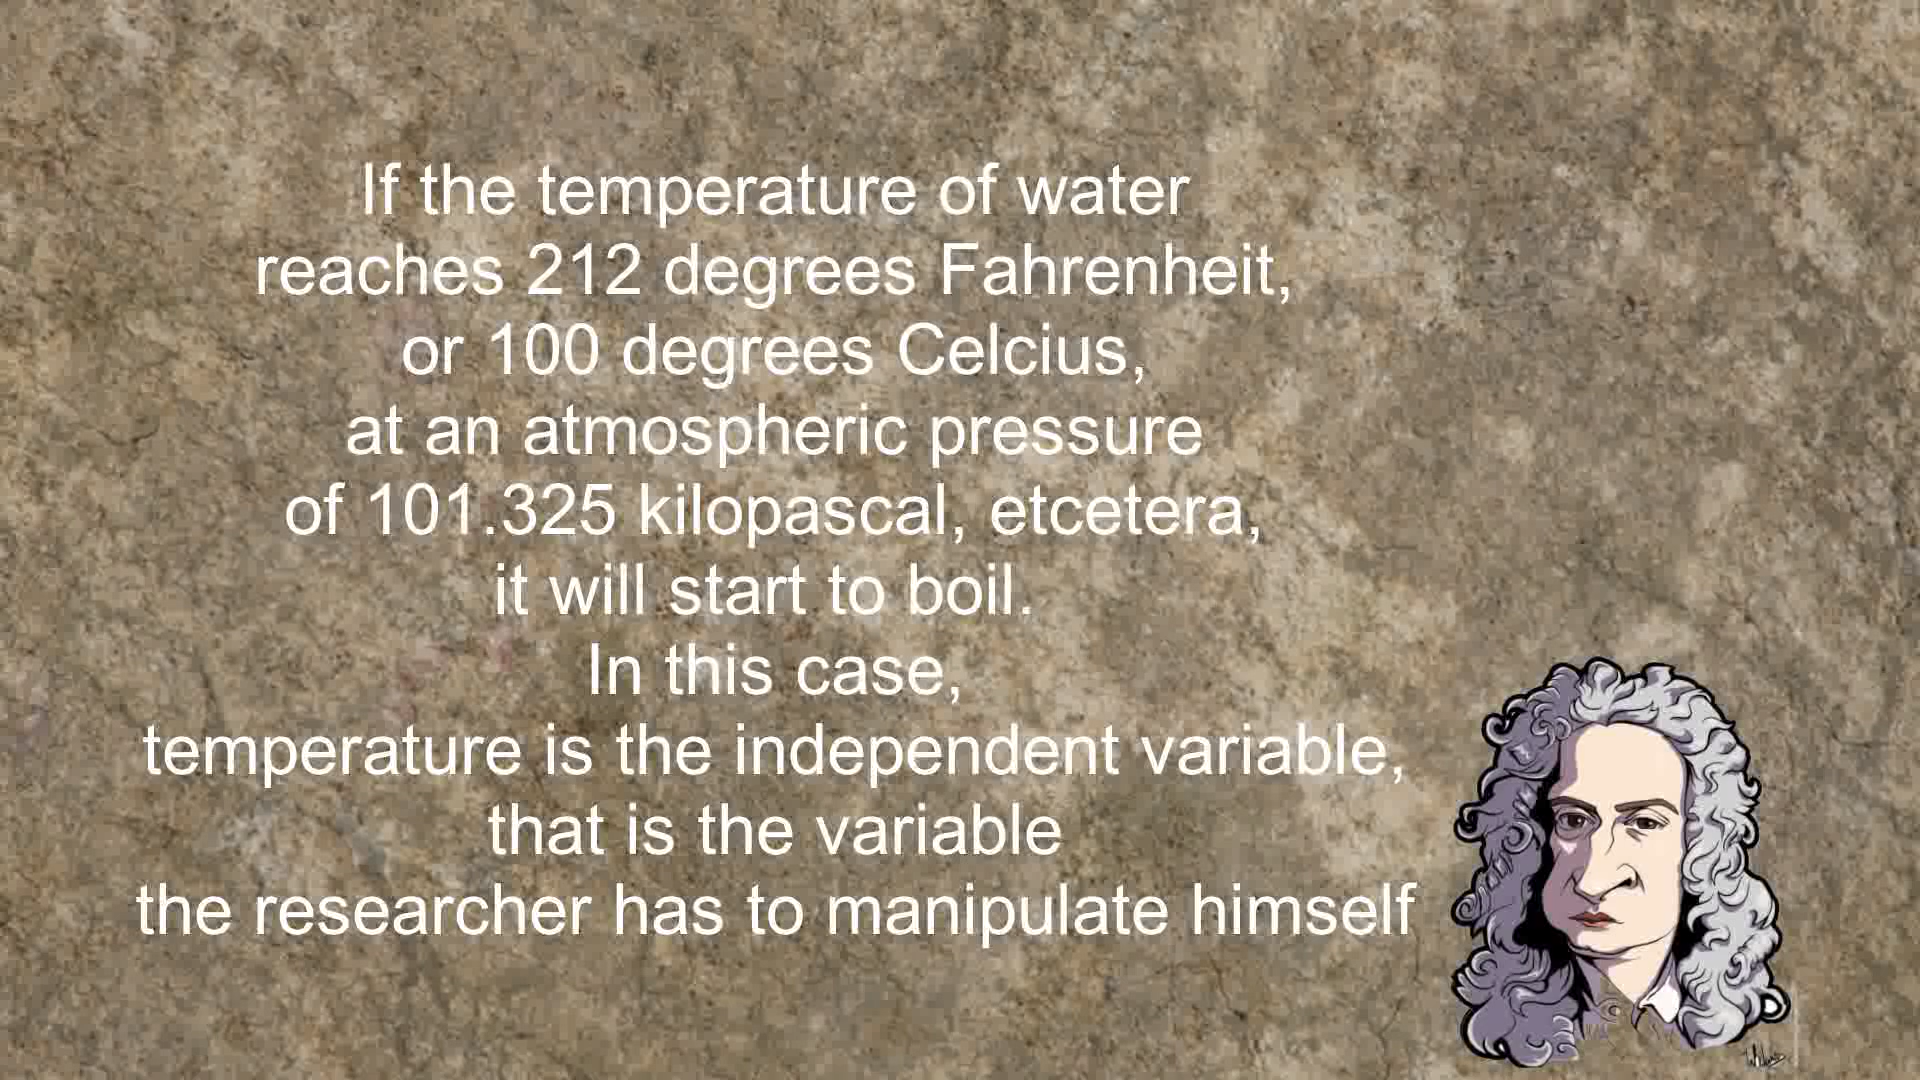 If the temperature of water
reaches 212 degrees Fahrenheit,
or 100 degrees Celcius,
at an atmospheric pressure
of 101.325 kilopascal, etcetera,
it will start to boil.
In this case,
temperature is the independent variable,
that is the variable
the researcher has to manipulate himself